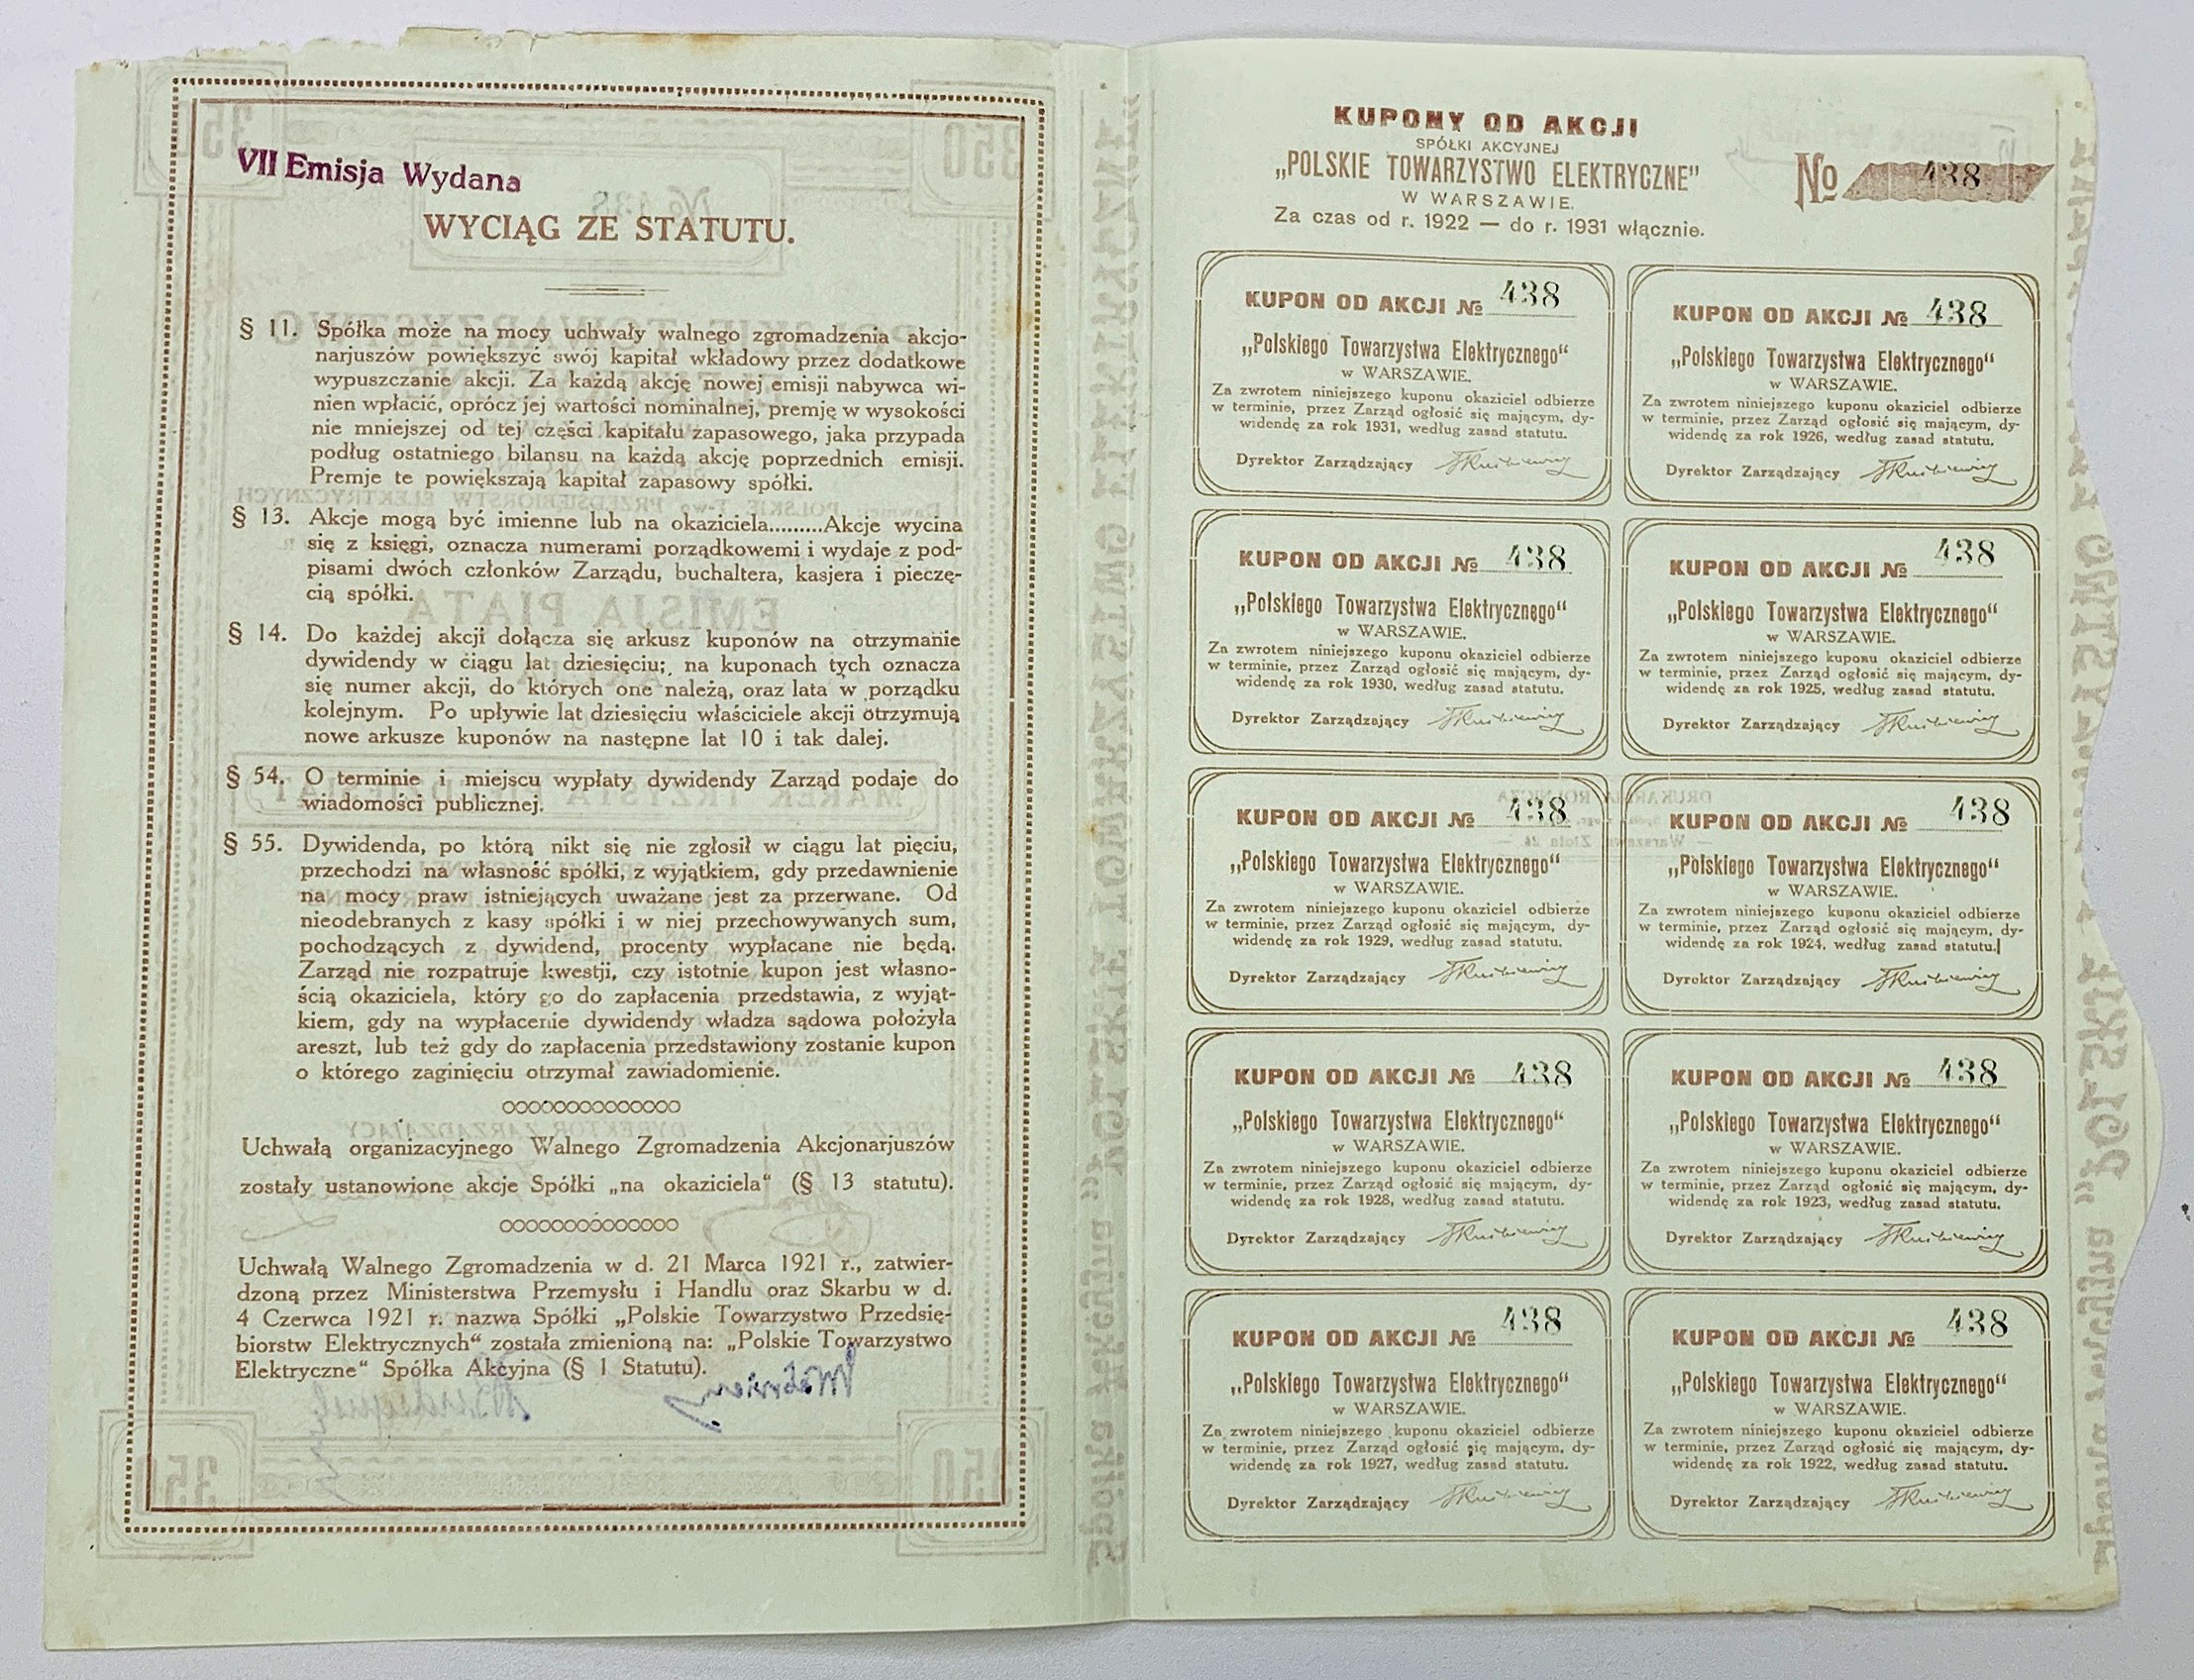 VII Emisja Wydana
WYCIĄG ZE STATUTU.
§ 11. Spółka może na mocy uchwały walnego zgromadzenia akcjo-
narjuszów powiększyć swój kapitał wkładowy przez dodatkowe
wypuszczanie akcji. Za każdą akcję nowej emisji nabywca wi-
nien wpłacić, oprócz jej wartości nominalnej, premję w wysokości
nie mniejszej od tej części kapitału zapasowego, jaka przypada
podług ostatniego bilansu na każdą akcję poprzednich emisji.
Premje te powiększają kapitał zapasowy spółki.
§ 13. Akcje mogą być imienne lub na okaziciela.........Akcje wycina
się z księgi, oznacza numerami porządkowemi i wydaje z pod-
pisami dwóch członków Zarządu, buchaltera, kasjera i pieczę-
cią spółki.
§ 14. Do każdej akcji dołącza się arkusz kuponów na otrzymanie
dywidendy w ciągu lat dziesięciu; na kuponach tych oznacza
się numer akcji, do których one należą, oraz lata w porządku
kolejnym. Po upływie lat dziesięciu właściciele akcji otrzymują
nowe arkusze kuponów na następne lat 10 i tak dalej.
§ 54. O terminie i miejscu wypłaty dywidendy Zarząd podaje do
wiadomości publicznej.
§ 55. Dywidenda, po którą nikt się nie zgłosił w ciągu lat pięciu,
przechodzi na własność spółki, z wyjątkiem, gdy przedawnienie
na mocy praw istniejących uważane jest za przerwane. Od
nieodebranych z kasy spółki i w niej przechowywanych sum,
pochodzących z dywidend, procenty wypłacane nie będą.
Zarząd nie rozpatruje kwestji, czy istotnie kupon jest własno-
ścią okaziciela, który go do zapłacenia przedstawia, z wyjąt-
kiem, gdy na wypłacenie dywidendy władza sądowa położyła
areszt, lub też gdy do zapłacenia przedstawiony zostanie kupon
o którego zaginięciu otrzymał zawiadomienie.
Uchwałą organizacyjnego Walnego Zgromadzenia Akcjonarjuszów
zostały ustanowione akcje Spółki „na okaziciela“ (§ 13 statutu).
Uchwałą Walnego Zgromadzenia w d. 21 Marca 1921 r., zatwier-
dzoną przez Ministerstwa Przemysłu i Handlu oraz Skarbu w d.
4 Czerwca 1921 r. nazwa Spółki „Polskie Towarzystwo Przedsię-
biorstw Elektrycznych“ została zmienioną na: „Polskie Towarzystwo
Elektryczne“ Spółka Akcyjna (§ 1 Statutu).
KUPONY OD AKCJI
SPÓŁKI AKCYJNEJ
„POLSKIE TOWARZYSTWO ELEKTRYCZNE”
W WARSZAWIE.
Za czas od r. 1922 — do r. 1931 włącznie.
No 438
KUPON OD AKCJI № 438
„Polskiego Towarzystwa Elektrycznego“
w WARSZAWIE.
Za zwrotem niniejszego kuponu okaziciel odbierze
w terminie, przez Zarząd ogłosić się mającym, dy-
widendę za rok 1931, według zasad statutu.
Dyrektor Zarządzający
KUPON OD AKCJI № 438
„Polskiego Towarzystwa Elektrycznego“
w WARSZAWIE.
Za zwrotem niniejszego kuponu okaziciel odbierze
w terminie, przez Zarząd ogłosić się mającym, dy-
widendę za rok 1926, według zasad statutu.
Dyrektor Zarządzający
KUPON OD AKCJI № 438
„Polskiego Towarzystwa Elektrycznego“
w WARSZAWIE.
Za zwrotem niniejszego kuponu okaziciel odbierze
w terminie, przez Zarząd ogłosić się mającym, dy-
widendę za rok 1930, według zasad statutu.
Dyrektor Zarządzający
KUPON OD AKCJI № 438
„Polskiego Towarzystwa Elektrycznego“
w WARSZAWIE.
Za zwrotem niniejszego kuponu okaziciel odbierze
w terminie, przez Zarząd ogłosić się mającym, dy-
widendę za rok 1925, według zasad statutu.
Dyrektor Zarządzający
KUPON OD AKCJI № 438
„Polskiego Towarzystwa Elektrycznego“
w WARSZAWIE.
Za zwrotem niniejszego kuponu okaziciel odbierze
w terminie, przez Zarząd ogłosić się mającym, dy-
widendę za rok 1929, według zasad statutu.
Dyrektor Zarządzający
KUPON OD AKCJI № 438
„Polskiego Towarzystwa Elektrycznego“
w WARSZAWIE.
Za zwrotem niniejszego kuponu okaziciel odbierze
w terminie, przez Zarząd ogłosić się mającym, dy-
widendę za rok 1924, według zasad statutu.
Dyrektor Zarządzający
KUPON OD AKCJI № 438
„Polskiego Towarzystwa Elektrycznego“
w WARSZAWIE.
Za zwrotem niniejszego kuponu okaziciel odbierze
w terminie, przez Zarząd ogłosić się mającym, dy-
widendę za rok 1928, według zasad statutu.
Dyrektor Zarządzający
KUPON OD AKCJI № 438
„Polskiego Towarzystwa Elektrycznego“
w WARSZAWIE.
Za zwrotem niniejszego kuponu okaziciel odbierze
w terminie, przez Zarząd ogłosić się mającym, dy-
widendę za rok 1923, według zasad statutu.
Dyrektor Zarządzający
KUPON OD AKCJI № 438
„Polskiego Towarzystwa Elektrycznego“
w WARSZAWIE.
Za zwrotem niniejszego kuponu okaziciel odbierze
w terminie, przez Zarząd ogłosić się mającym, dy-
widendę za rok 1927, według zasad statutu.
Dyrektor Zarządzający
KUPON OD AKCJI № 438
„Polskiego Towarzystwa Elektrycznego“
w WARSZAWIE.
Za zwrotem niniejszego kuponu okaziciel odbierze
w terminie, przez Zarząd ogłosić się mającym, dy-
widendę za rok 1922, według zasad statutu.
Dyrektor Zarządzający